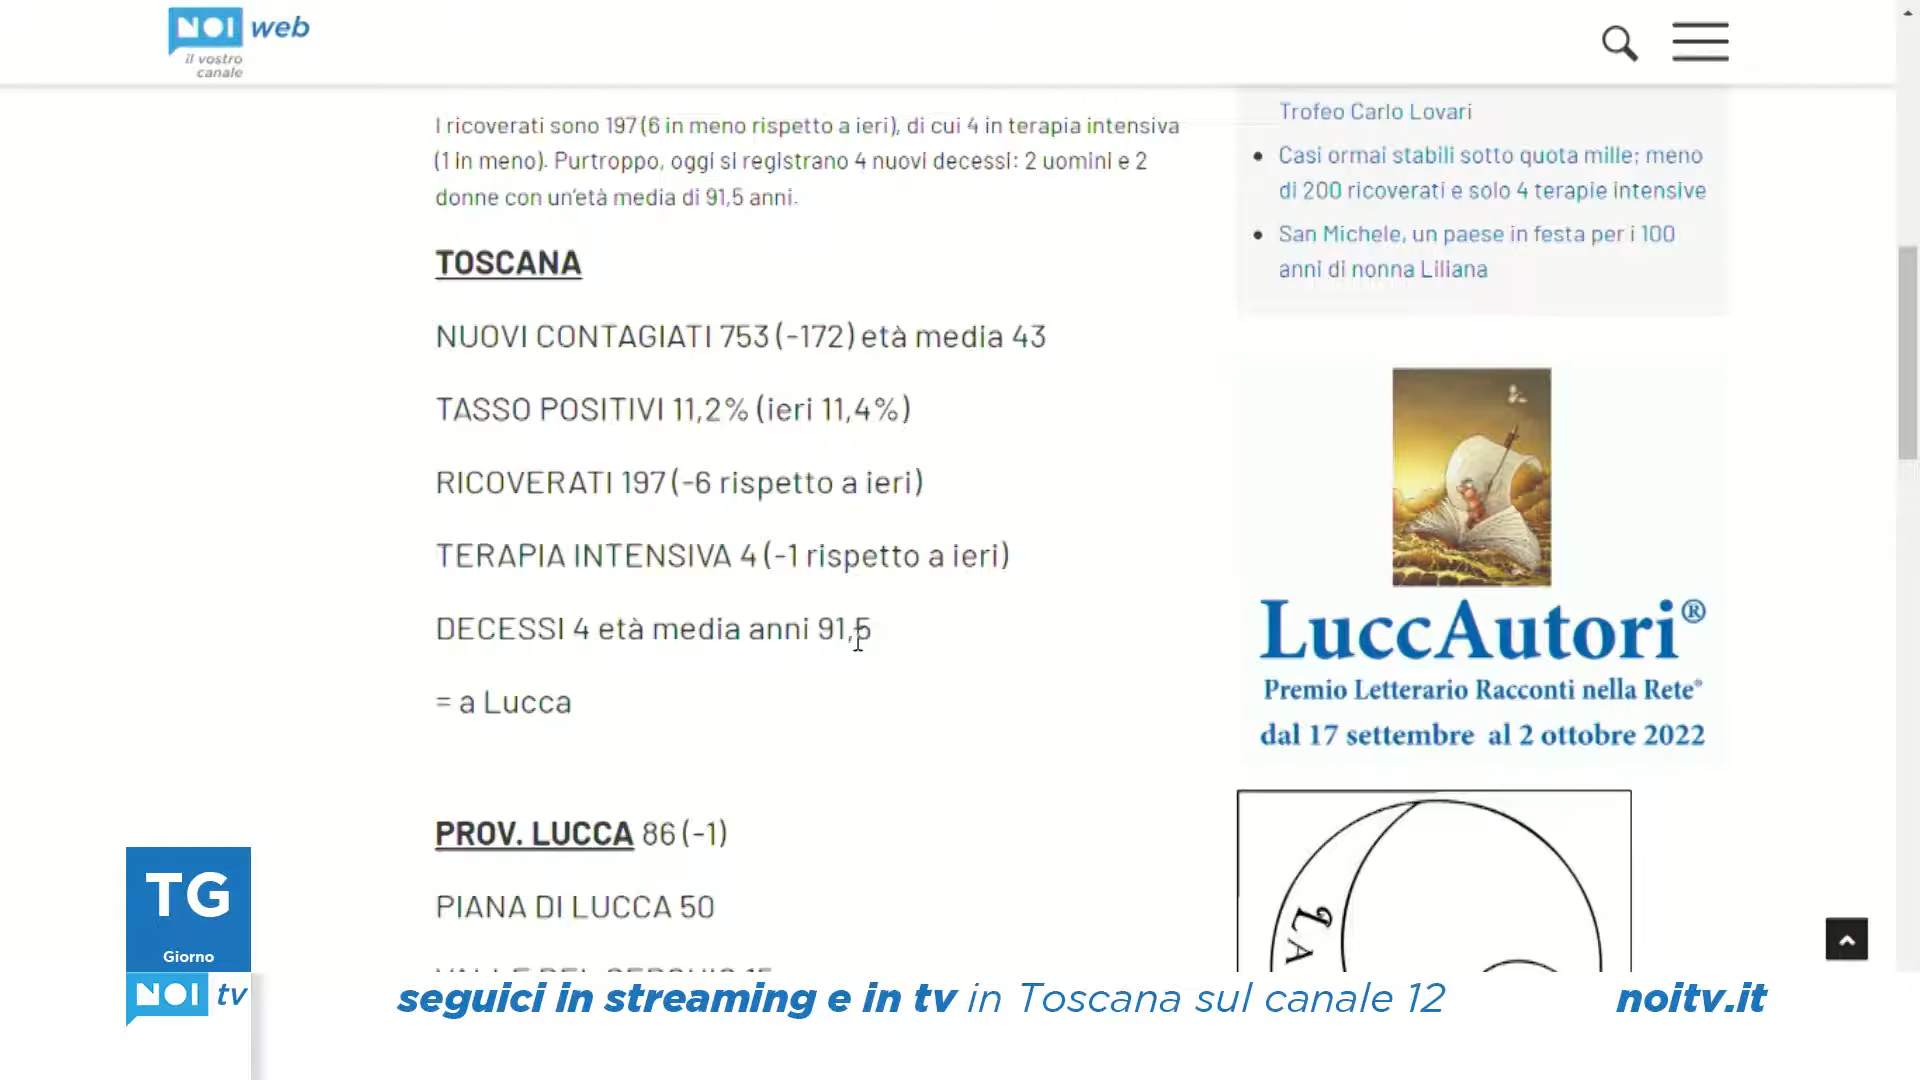 NOI web
il vostro
canale
I ricoverati sono 197 (6 in meno rispetto a ieri), di cui 4 in terapia intensiva
(1 in meno). Purtroppo, oggi si registrano 4 nuovi decessi: 2 uomini e 2
donne con un'età media di 91,5 anni.
TOSCANA
NUOVI CONTAGIATI 753 (-172) età media 43
TASSO POSITIVI 11,2% (ieri 11,4%)
RICOVERATI 197 (-6 rispetto a ieri)
TERAPIA INTENSIVA 4 (-1 rispetto a ieri)
DECESSI 4 età media anni 91,5
= a Lucca
PROV. LUCCA 86 (-1)
PIANA DI LUCCA 50
Trofeo Carlo Lovari
• Casi ormai stabili sotto quota mille; meno
di 200 ricoverati e solo 4 terapie intensive
• San Michele, un paese in festa per i 100
anni di nonna Liliana
LuccAutori®
Premio Letterario Racconti nella Rete®
dal 17 settembre al 2 ottobre 2022
LA
TG
Giorno
NOI tv
seguici in streaming e in tv in Toscana sul canale 12
noitv.it